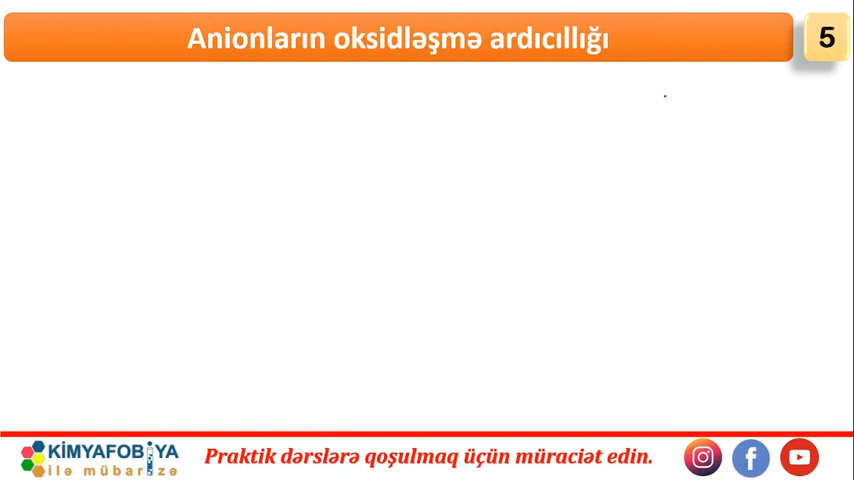 Anionların oksidləşmə ardıcıllığı
5
KİMYAFOBİYA
ilə mübarizə
Praktik dərslərə qoşulmaq üçün müraciət edin.